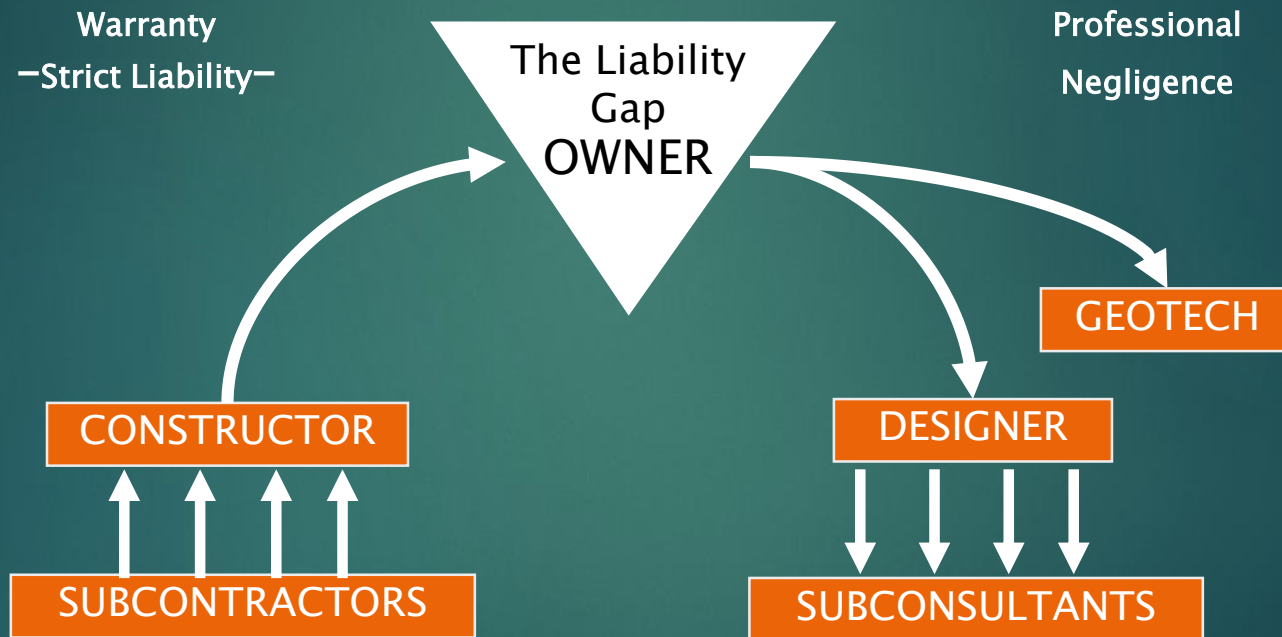 Warranty
–Strict Liability–
The Liability
Gap
OWNER
Professional
Negligence
GEOTECH
CONSTRUCTOR
DESIGNER
SUBCONTRACTORS
SUBCONSULTANTS